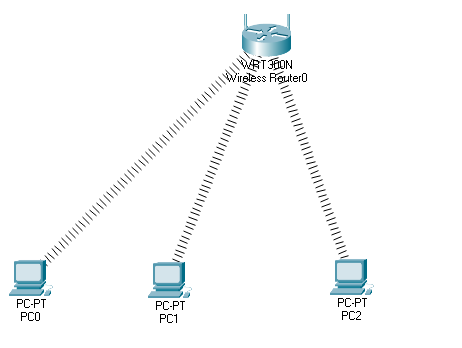 WRT300N
Wireless Router0
PC-PT
PC0
PC-PT
PC1
PC-PT
PC2